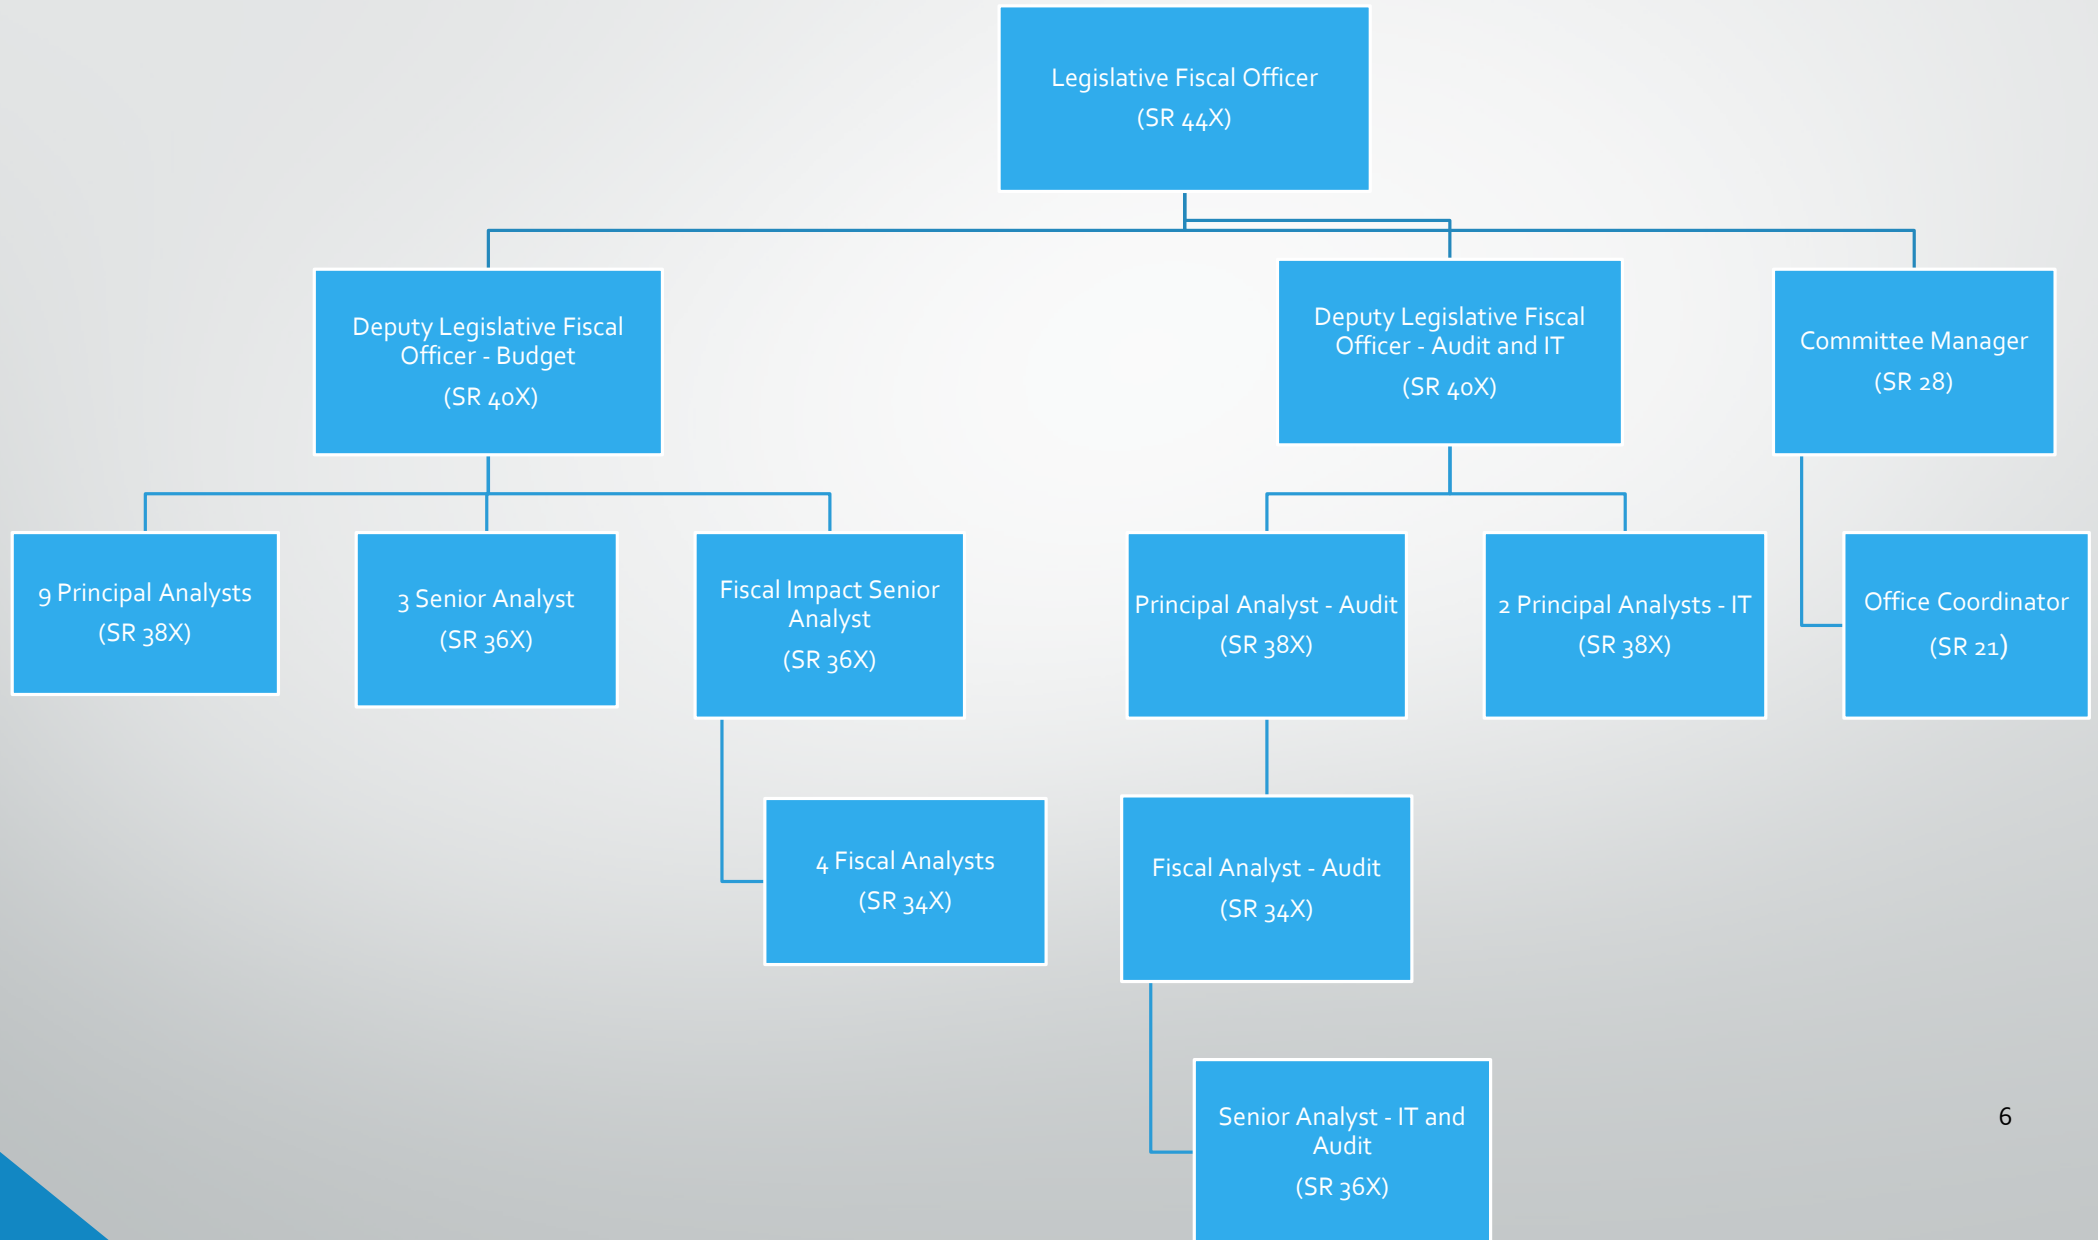 Legislative Fiscal Officer
(SR 44X)
Deputy Legislative Fiscal
Officer - Budget
(SR 40X)
Deputy Legislative Fiscal
Officer - Audit and IT
(SR 40X)
Committee Manager
(SR 28)
9 Principal Analysts
(SR 38X)
3 Senior Analyst
(SR 36X)
Fiscal Impact Senior
Analyst
(SR 36X)
Principal Analyst - Audit
(SR 38X)
2 Principal Analysts - IT
(SR 38X)
Office Coordinator
(SR 21)
4 Fiscal Analysts
(SR 34X)
Fiscal Analyst - Audit
(SR 34X)
Senior Analyst - IT and
Audit
(SR 36X)
6